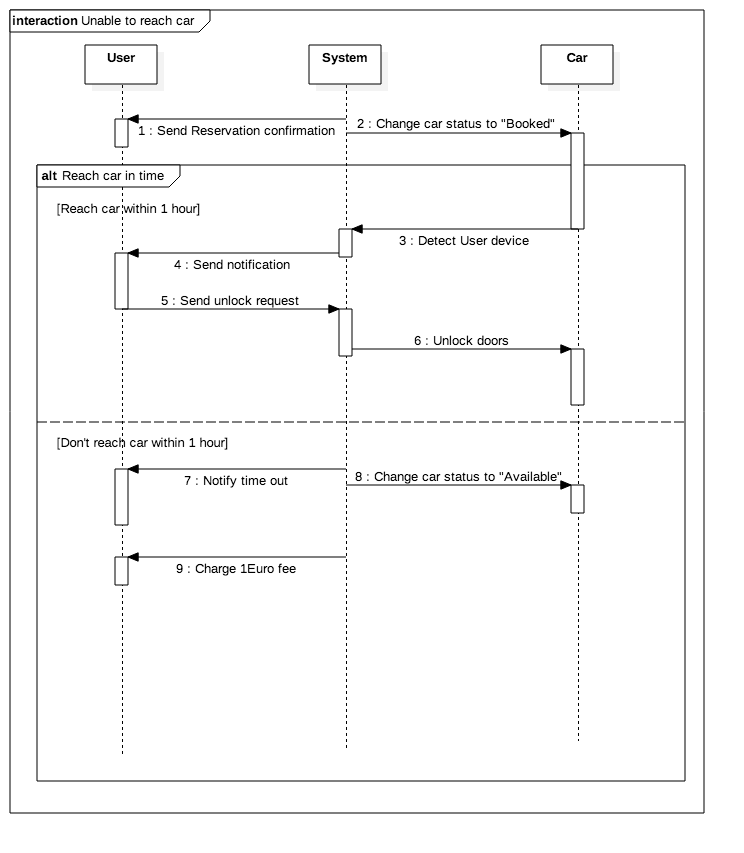 interaction Unable to reach car
User
System
Car
1 : Send Reservation confirmation
2 : Change car status to "Booked"
alt Reach car in time
[Reach car within 1 hour]
3 : Detect User device
4 : Send notification
5 : Send unlock request
6 : Unlock doors
[Don't reach car within 1 hour]
7 : Notify time out
8 : Change car status to "Available"
9 : Charge 1Euro fee